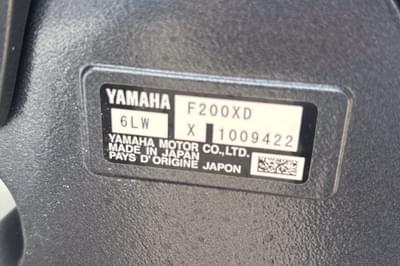 YAMAHA F200XD
6LW X 1009422
YAMAHA MOTOR CO.,LTD.
MADE IN JAPAN
PAYS D'ORIGINE JAPON